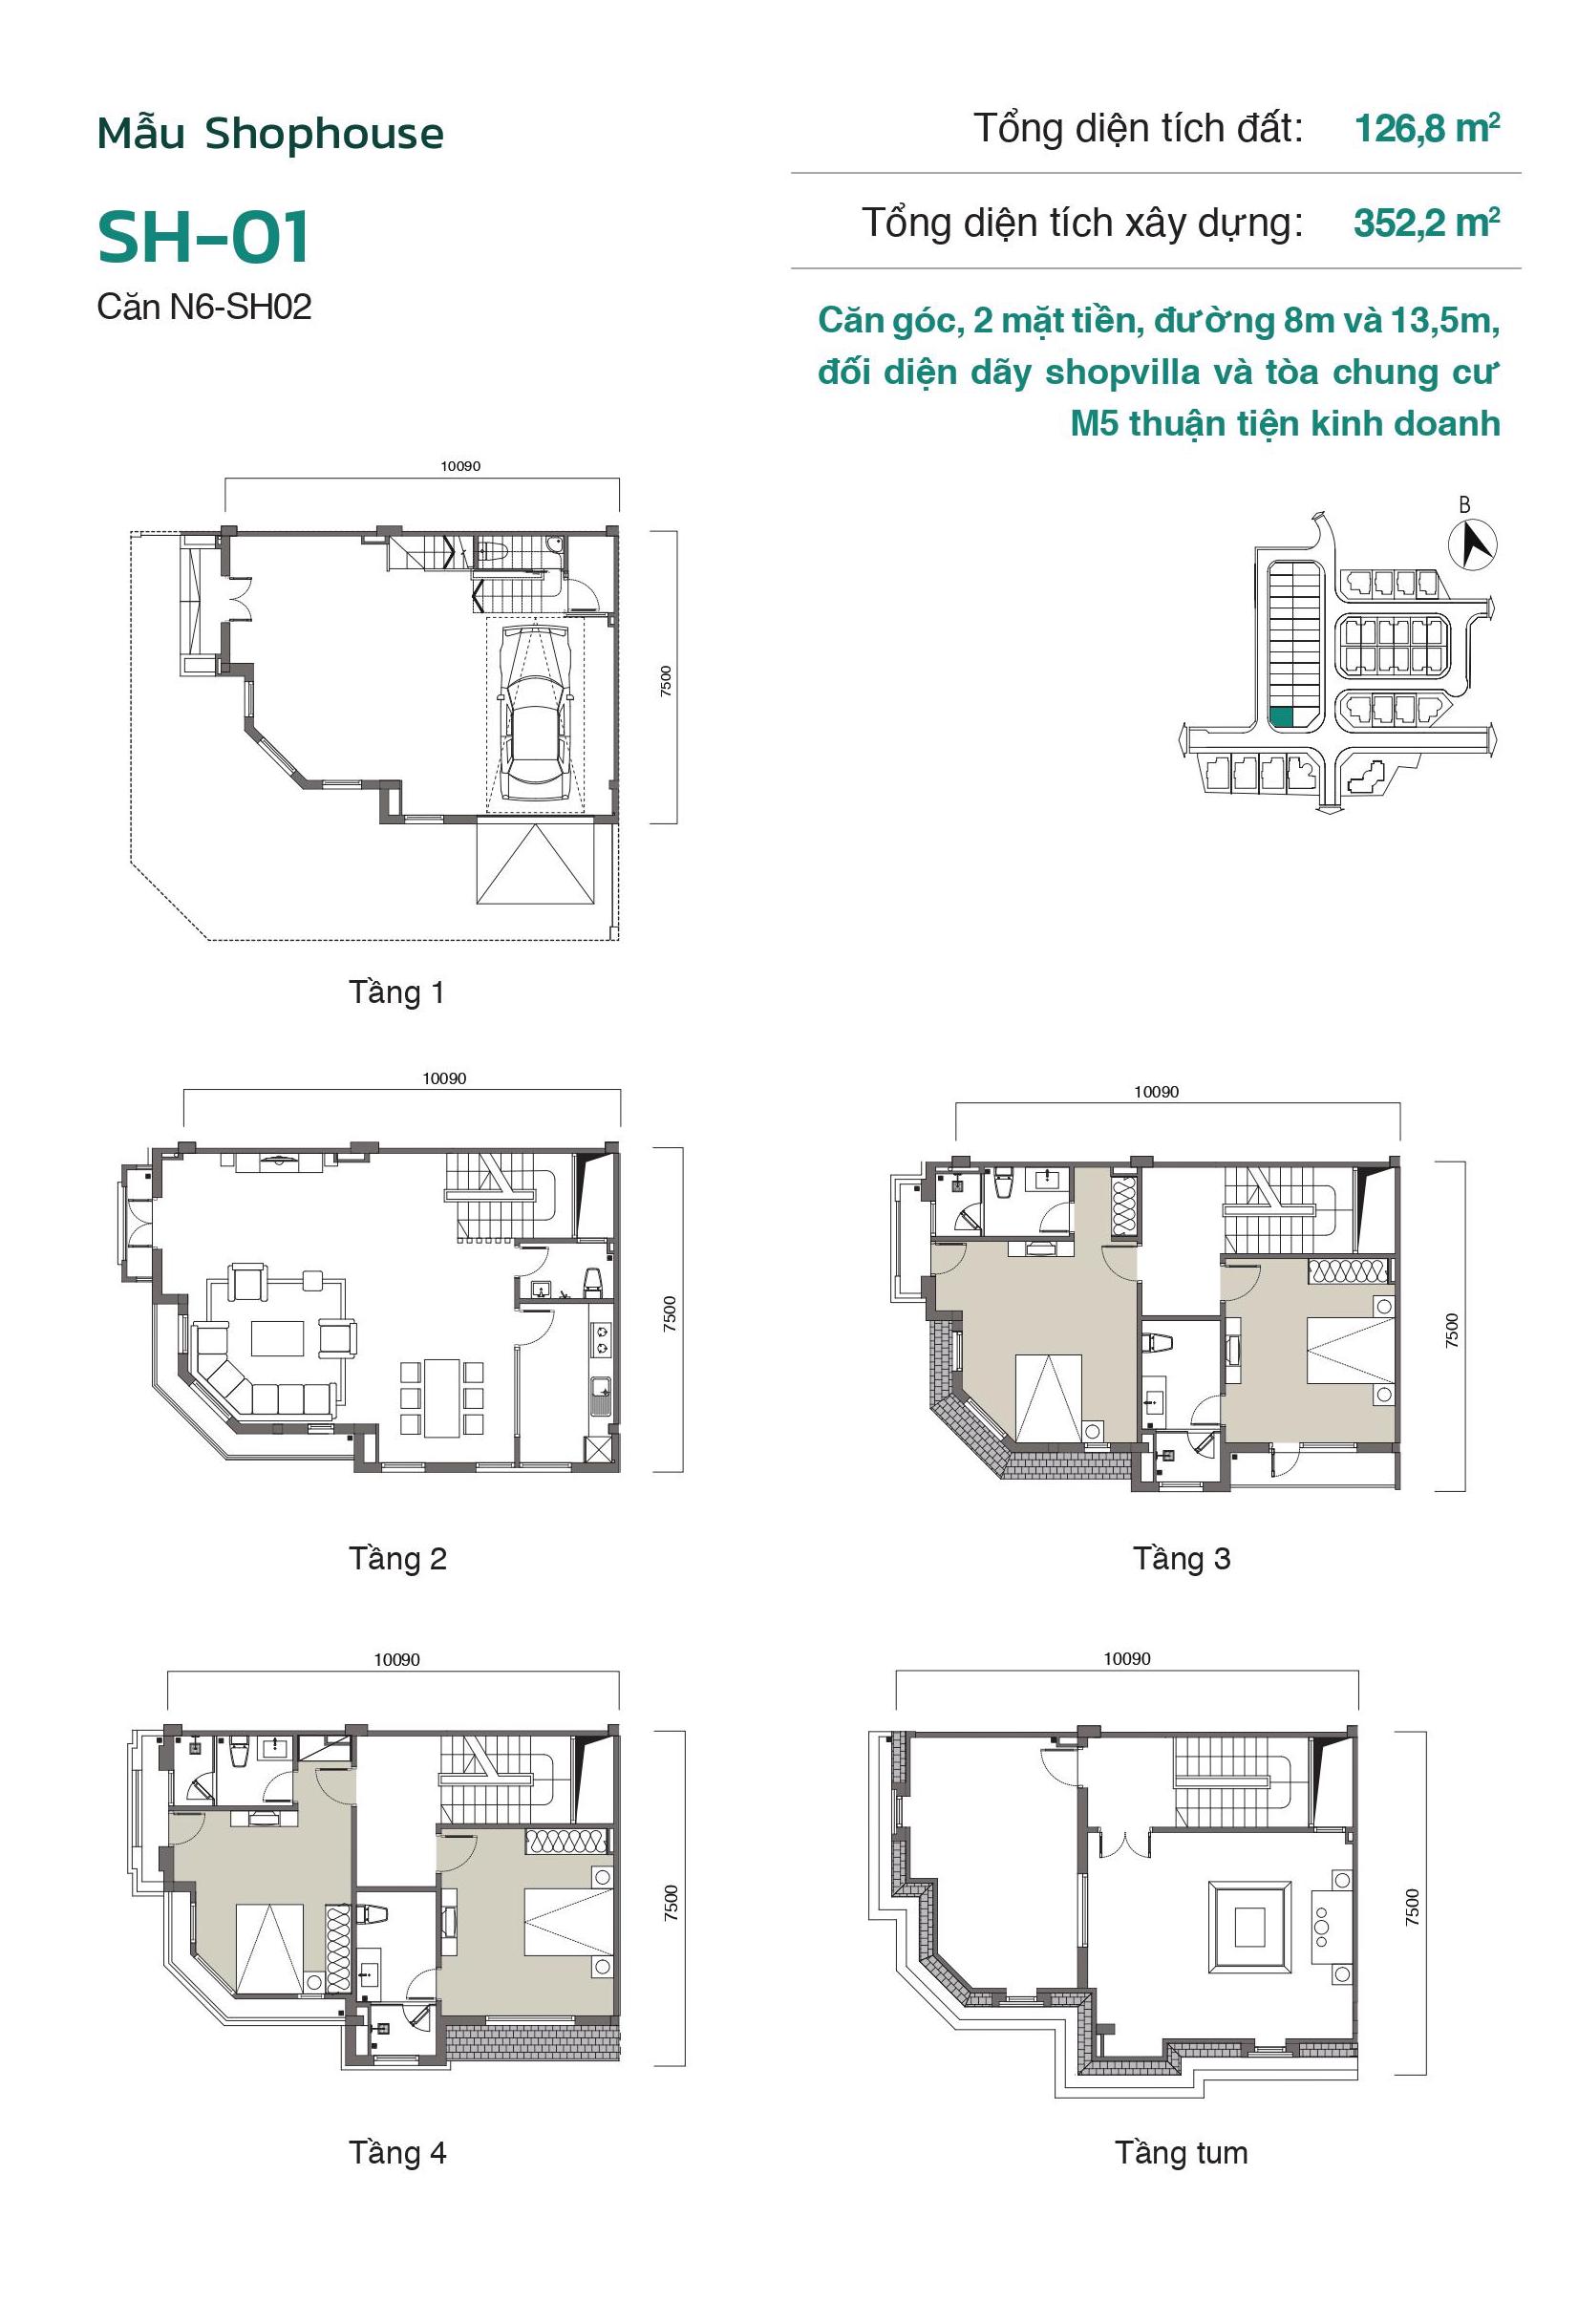 Mẫu Shophouse
SH-01
Căn N6-SH02
Tổng diện tích đất: 126,8 m²
Tổng diện tích xây dựng: 352,2 m²
Căn góc, 2 mặt tiền, đường 8m và 13,5m,
đối diện dãy shopvilla và tòa chung cư
M5 thuận tiện kinh doanh
10090
7500
B
Tầng 1
10090
7500
Tầng 2
10090
7500
Tầng 3
10090
7500
Tầng 4
10090
7500
Tầng tum